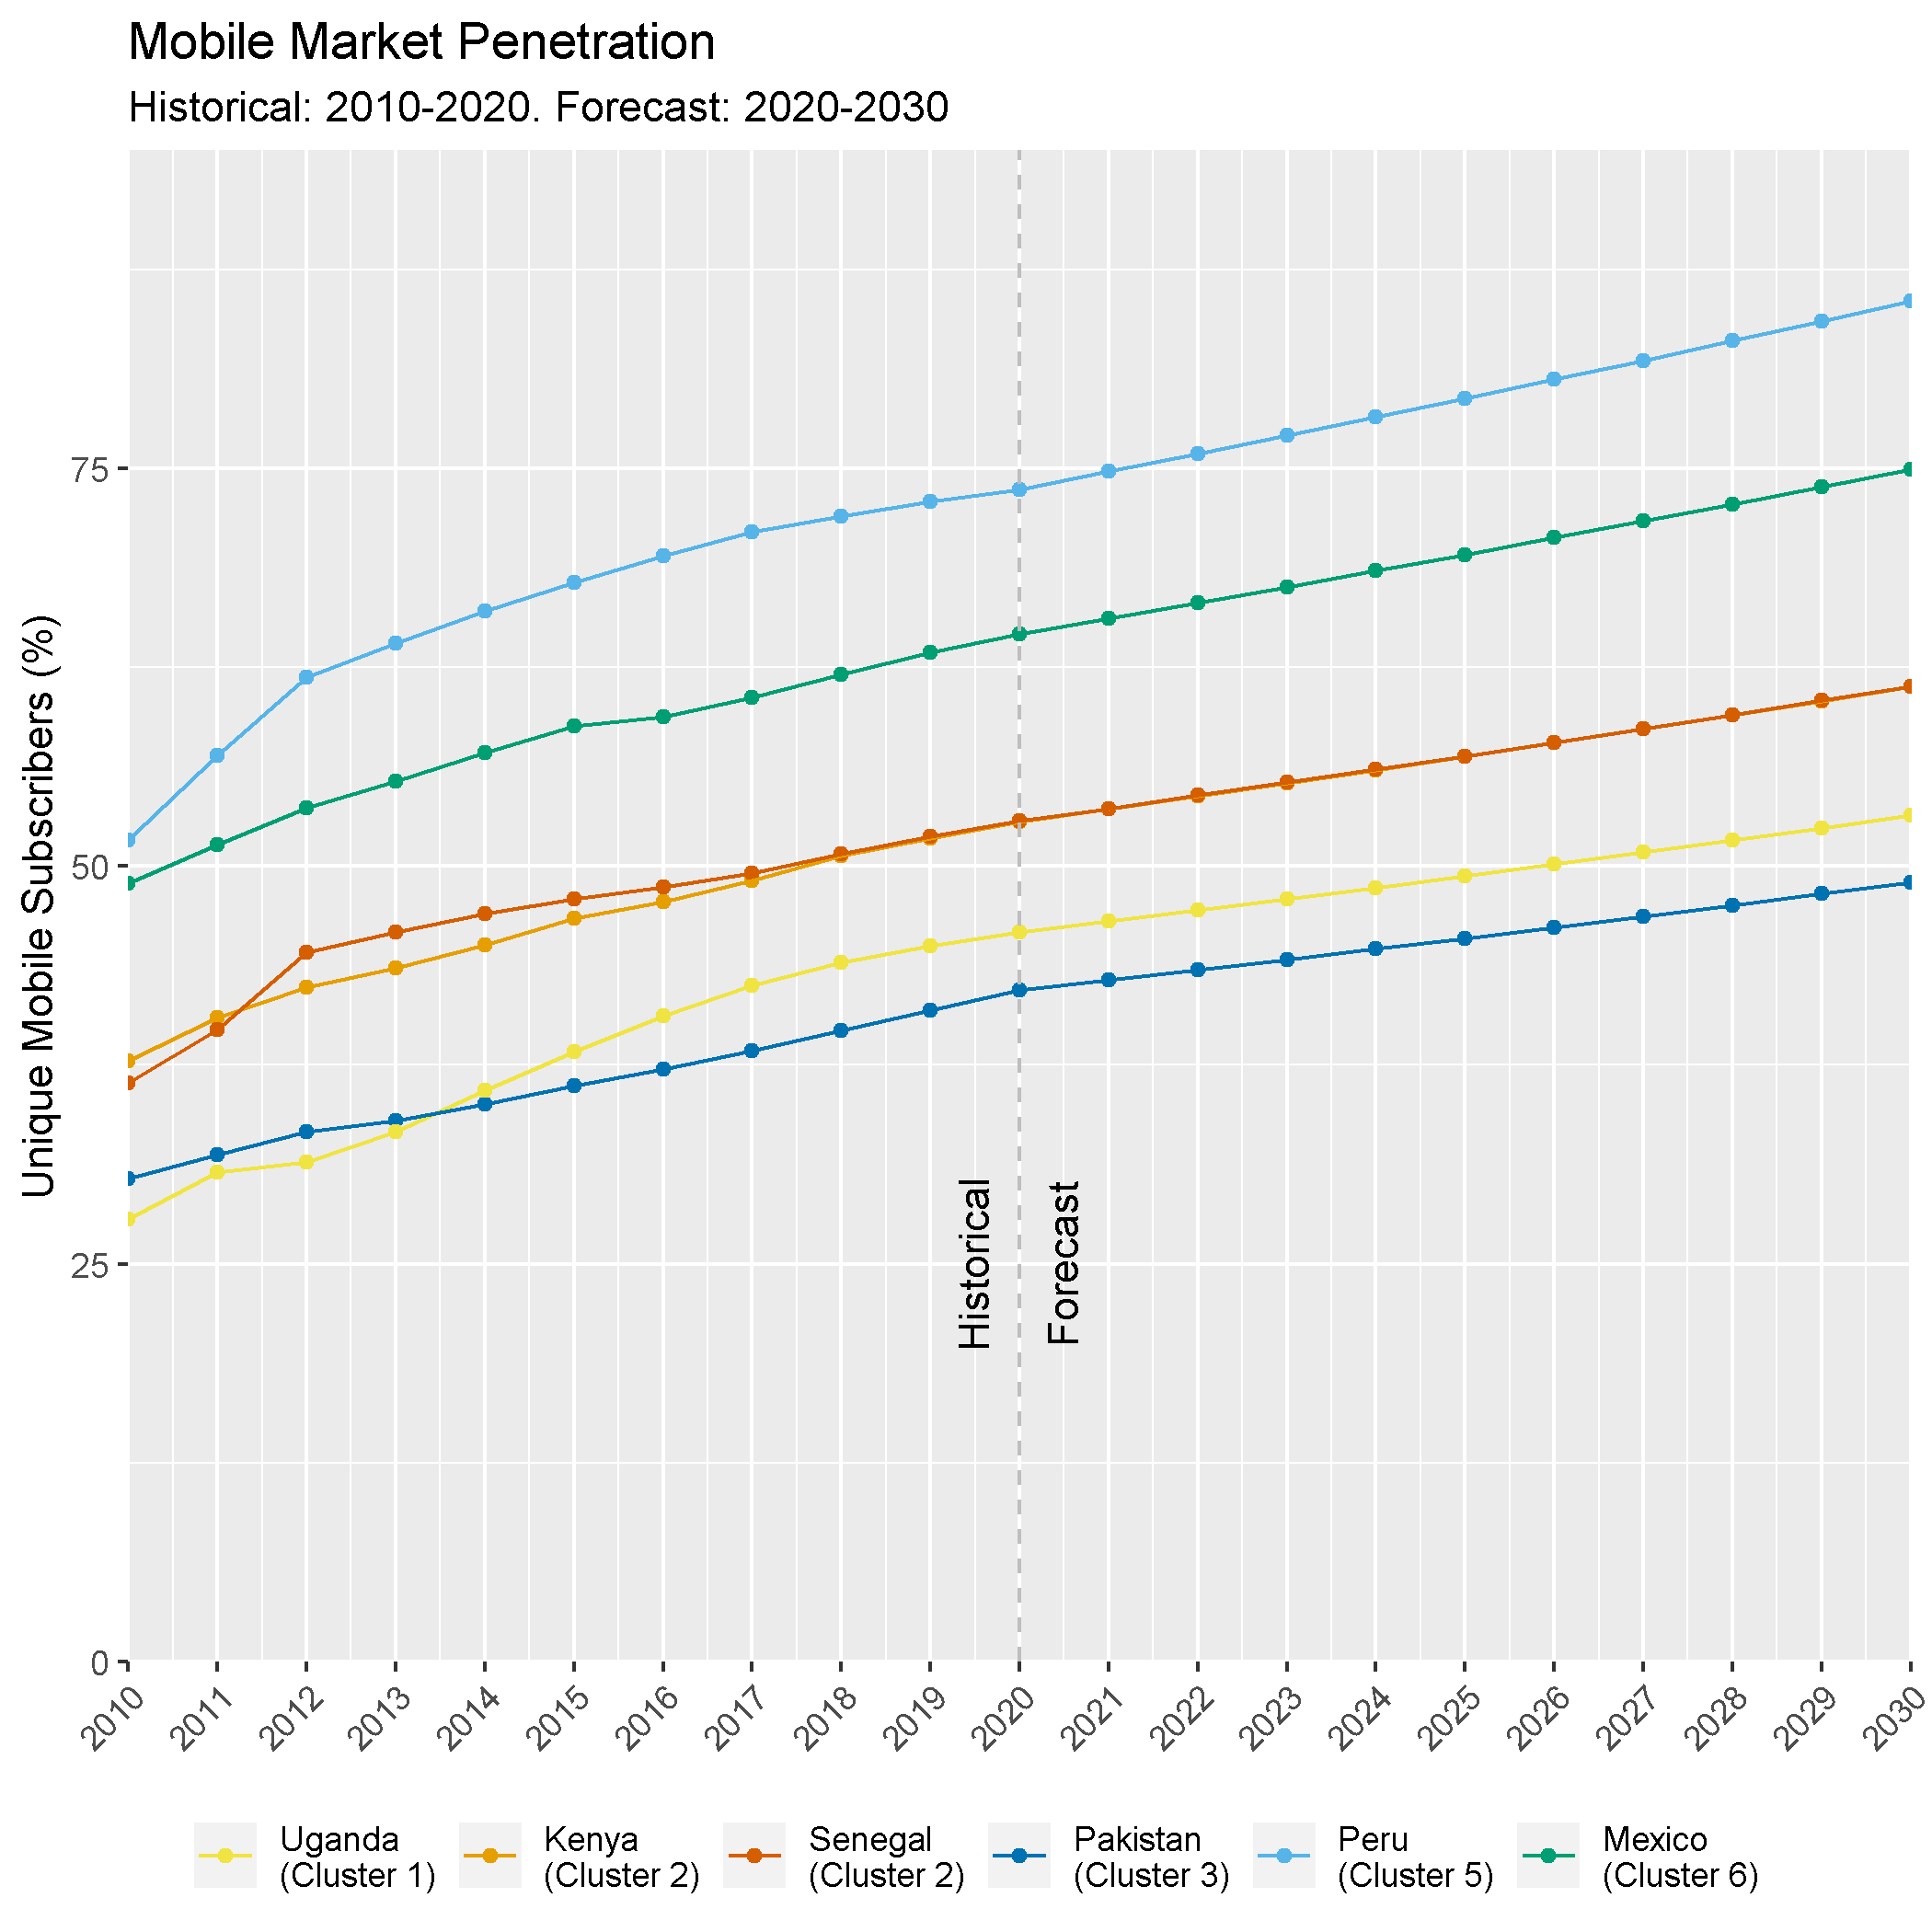 Mobile Market Penetration
Historical: 2010-2020. Forecast: 2020-2030
Unique Mobile Subscribers (%)
75
50
25
0
Historical
Forecast
2010 2011 2012 2013 2014 2015 2016 2017 2018 2019 2020 2021 2022 2023 2024 2025 2026 2027 2028 2029 2030
Uganda
(Cluster 1)
Kenya
(Cluster 2)
Senegal
(Cluster 2)
Pakistan
(Cluster 3)
Peru
(Cluster 5)
Mexico
(Cluster 6)